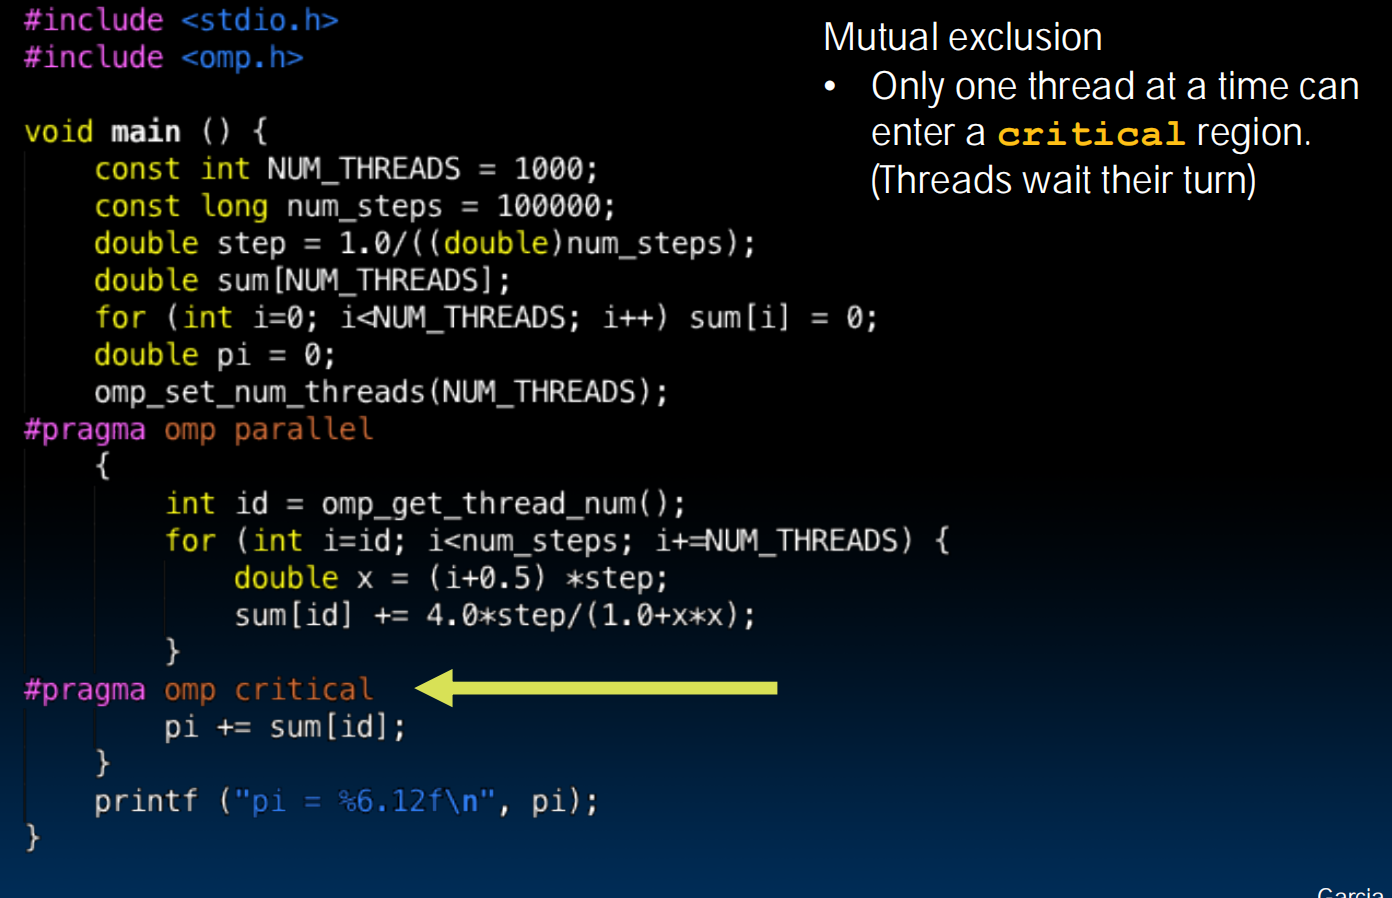 #include <stdio.h>
#include <omp.h>
void main () {
    const int NUM_THREADS = 1000;
    const long num_steps = 100000;
    double step = 1.0/((double)num_steps);
    double sum[NUM_THREADS];
    for (int i=0; i<NUM_THREADS; i++) sum[i] = 0;
    double pi = 0;
    omp_set_num_threads(NUM_THREADS);
#pragma omp parallel
    {
        int id = omp_get_thread_num();
        for (int i=id; i<num_steps; i+=NUM_THREADS) {
            double x = (i+0.5) *step;
            sum[id] += 4.0*step/(1.0+x*x);
        }
#pragma omp critical
        pi += sum[id];
    }
    printf ("pi = %6.12f\n", pi);
}
Mutual exclusion
• Only one thread at a time can
enter a critical region.
(Threads wait their turn)
Garcia